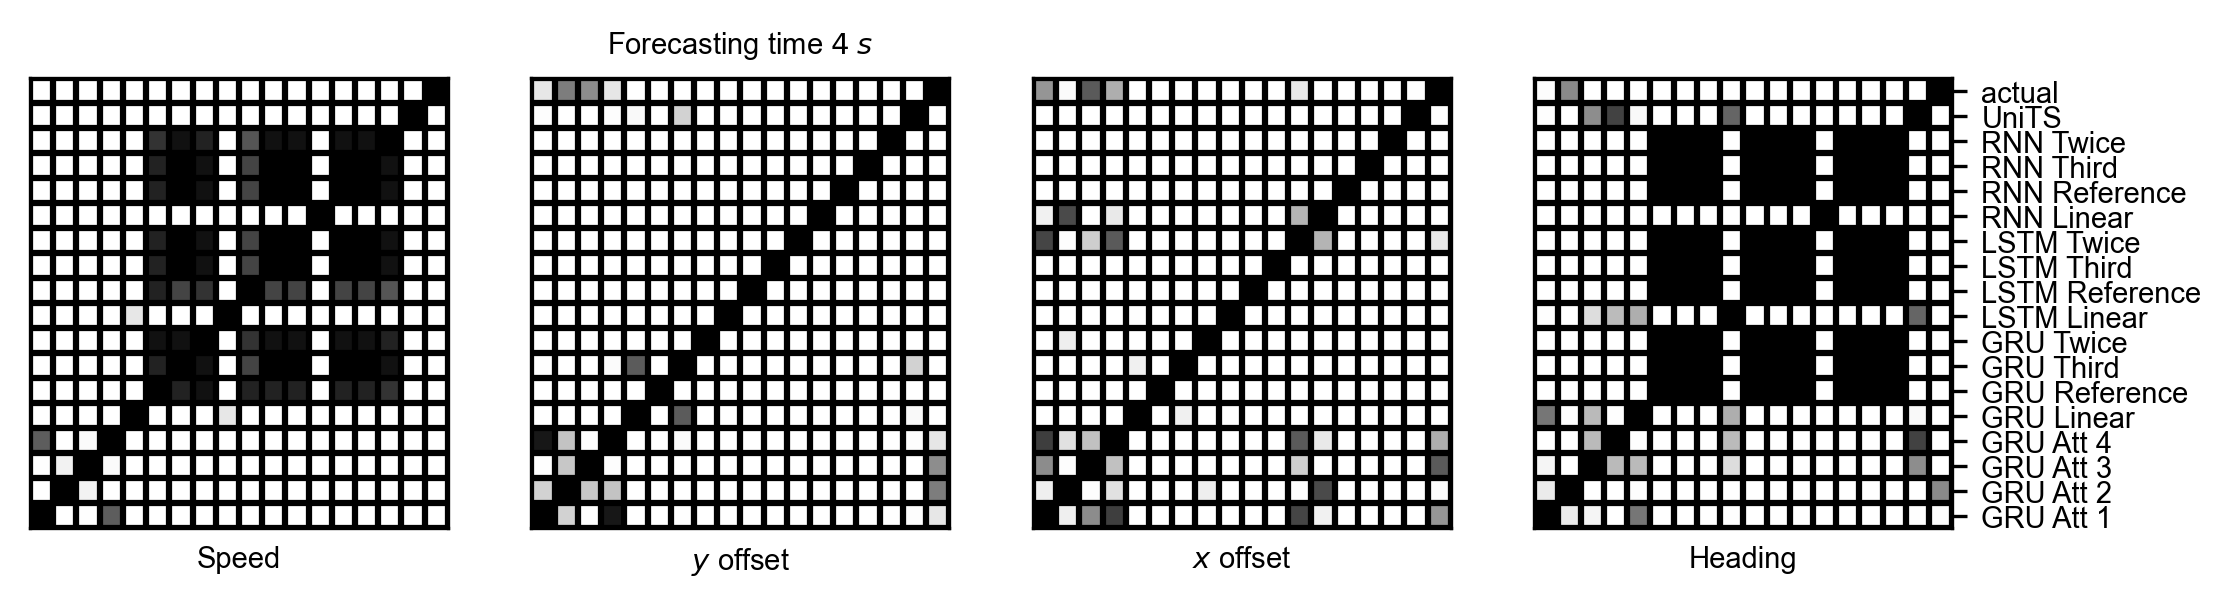 Forecasting time 4 s
actual
UniTS
RNN Twice
RNN Third
RNN Reference
RNN Linear
LSTM Twice
LSTM Third
LSTM Reference
LSTM Linear
GRU Twice
GRU Third
GRU Reference
GRU Linear
GRU Att 4
GRU Att 3
GRU Att 2
GRU Att 1
Speed
y offset
x offset
Heading